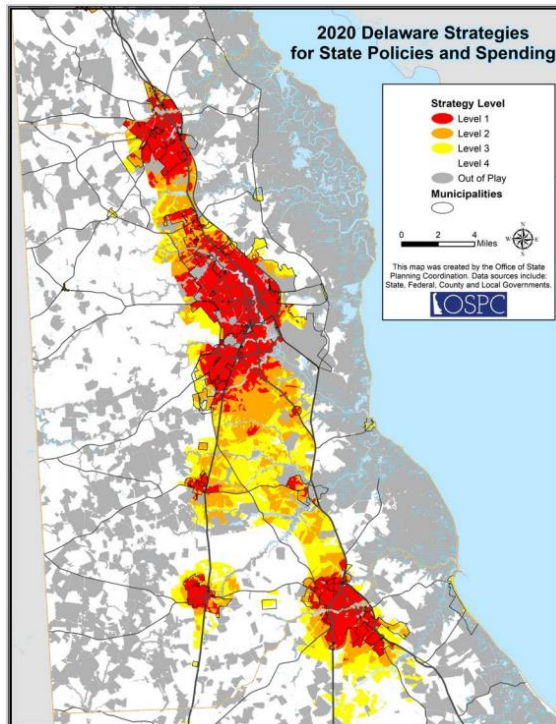 2020 Delaware Strategies
for State Policies and Spending
Strategy Level
Level 1
Level 2
Level 3
Level 4
Out of Play
Municipalities
N
W E
S
0 2 4
Miles
This map was created by the Office of State
Planning Coordination. Data sources include:
State, Federal, County and Local Governments.
OSPC